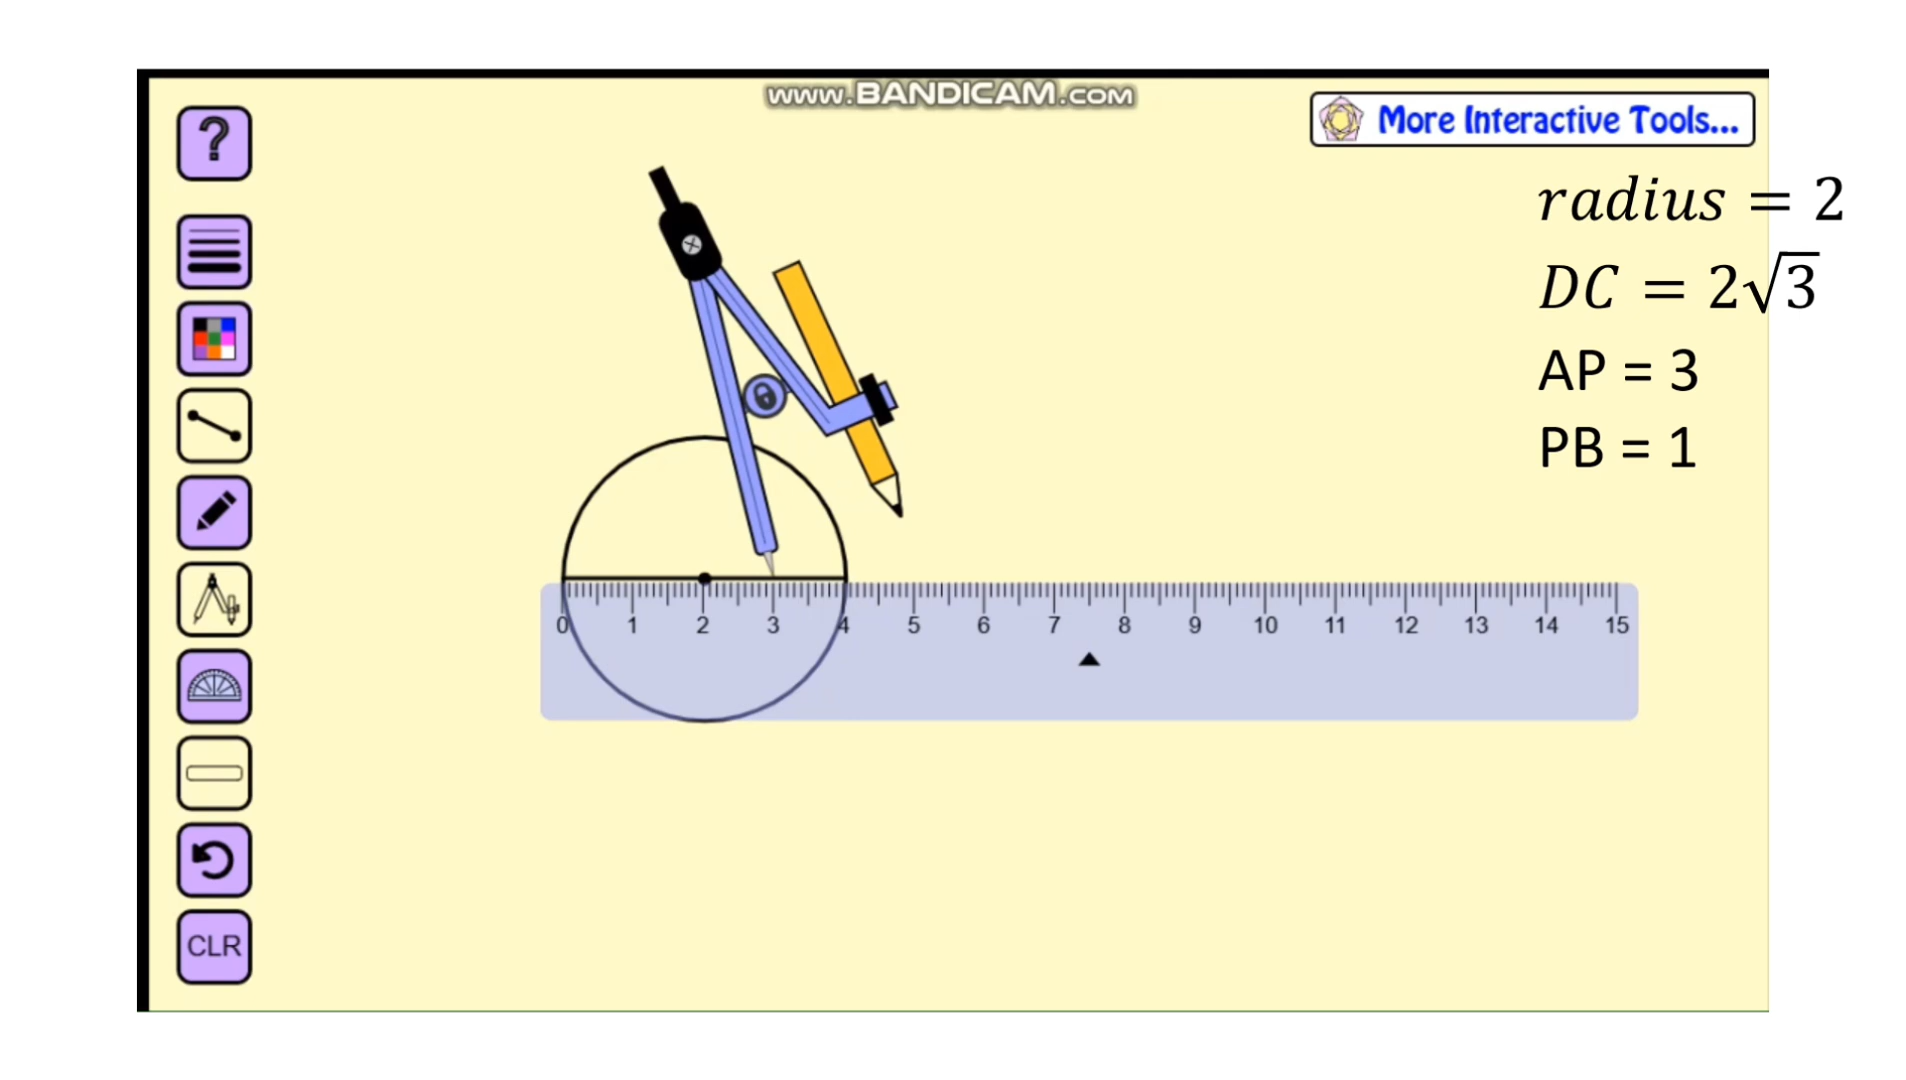 www.BANDICAM.COM
More Interactive Tools...
?
radius = 2
DC = 2√3
AP = 3
PB = 1
0 1 2 3 4 5 6 7 8 9 10 11 12 13 14 15
CLR